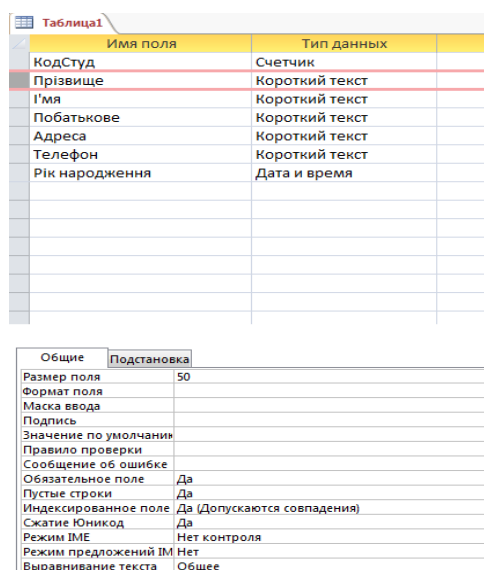 Таблица1
Имя поля Тип данных
КодСтуд Счетчик
Прізвище Короткий текст
І'мя Короткий текст
Побатькове Короткий текст
Адреса Короткий текст
Телефон Короткий текст
Рік народження Дата и время
Общие Подстановка
Размер поля 50
Формат поля
Маска ввода
Подпись
Значение по умолчани
Правило проверки
Сообщение об ошибке
Обязательное поле Да
Пустые строки Да
Индексированное поле Да (Допускаются совпадения)
Сжатие Юникод Да
Режим IME Нет контроля
Режим предложений IM Нет
Выравнивание текста Общее